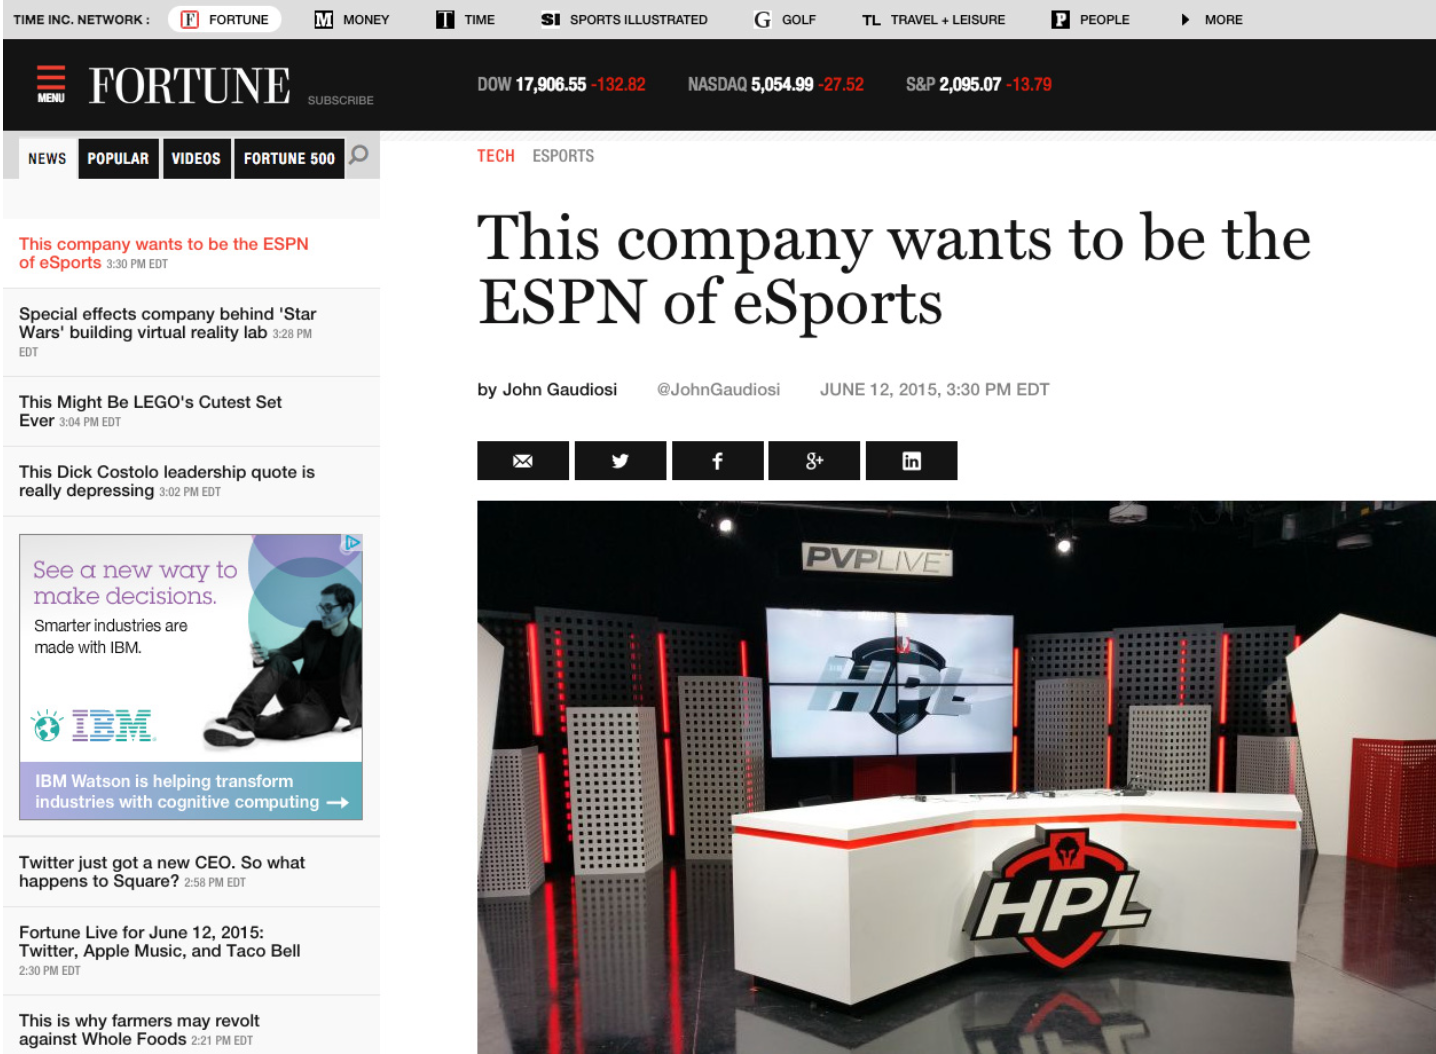 TIME INC. NETWORK :
F FORTUNE
M MONEY
T TIME
SI SPORTS ILLUSTRATED
G GOLF
TL TRAVEL + LEISURE
P PEOPLE
MORE
MENU
FORTUNE
SUBSCRIBE
DOW 17,906.55 -132.82
NASDAQ 5,054.99 -27.52
S&P 2,095.07 -13.79
NEWS
POPULAR
VIDEOS
FORTUNE 500
This company wants to be the ESPN
of eSports 3:30 PM EDT
Special effects company behind 'Star
Wars' building virtual reality lab 3:28 PM
EDT
This Might Be LEGO's Cutest Set
Ever 3:04 PM EDT
This Dick Costolo leadership quote is
really depressing 3:02 PM EDT
See a new way to
make decisions.
Smarter industries are
made with IBM.
IBM.
IBM Watson is helping transform
industries with cognitive computing →
Twitter just got a new CEO. So what
happens to Square? 2:58 PM EDT
Fortune Live for June 12, 2015:
Twitter, Apple Music, and Taco Bell
2:30 PM EDT
This is why farmers may revolt
against Whole Foods 2:21 PM EDT
TECH ESPORTS
This company wants to be the
ESPN of eSports
by John Gaudiosi @JohnGaudiosi JUNE 12, 2015, 3:30 PM EDT
f
8+
in
PVPLIVE™
HPL
HPL